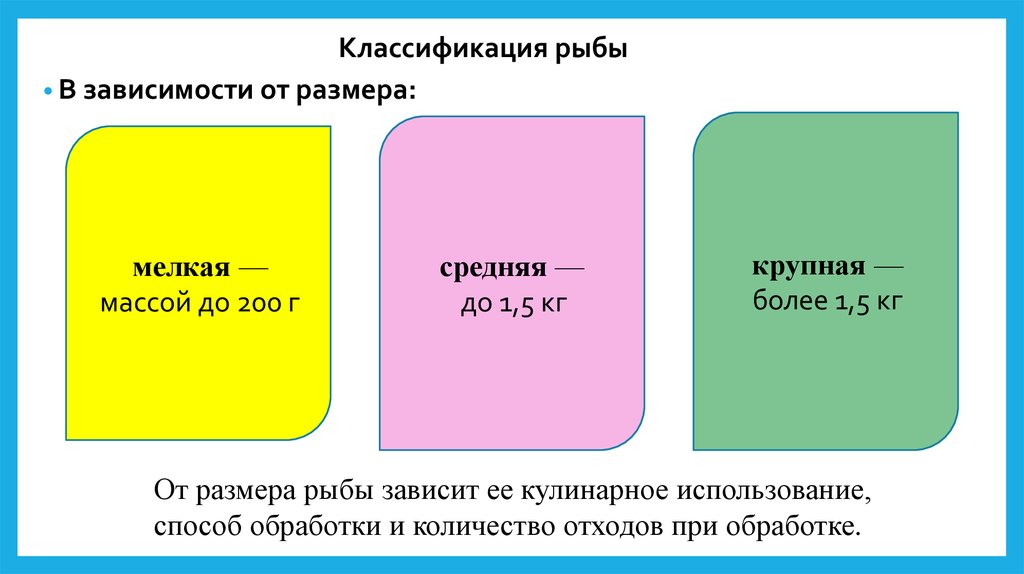 Классификация рыбы
• В зависимости от размера:
мелкая —
массой до 200 г
средняя —
до 1,5 кг
крупная —
более 1,5 кг
От размера рыбы зависит ее кулинарное использование,
способ обработки и количество отходов при обработке.